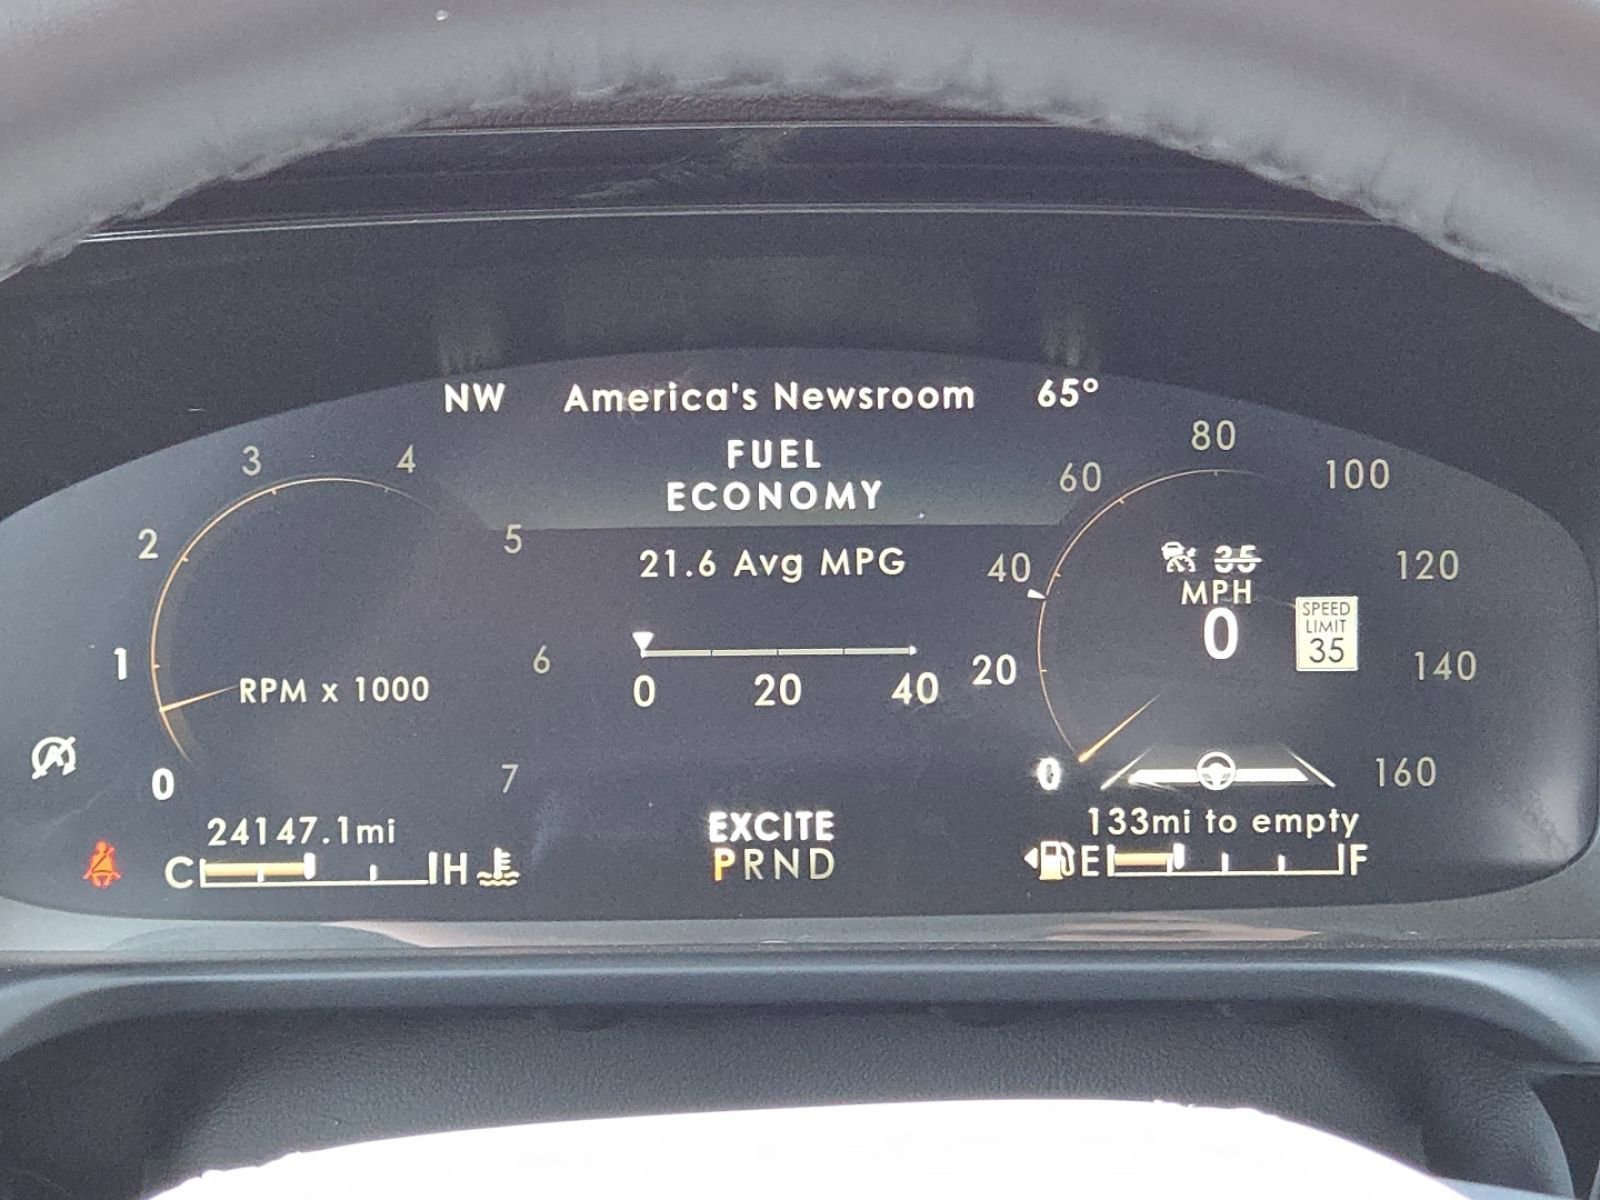 NW America's Newsroom 65°
FUEL
ECONOMY
21.6 Avg MPG
0 20 40
0 1 2 3 4 5 6 7
RPM x 1000
0 20 40 60 80 100 120 140 160
35
MPH
0
SPEED
LIMIT
35
A
24147.1mi
C H
EXCITE
PRND
133mi to empty
E F